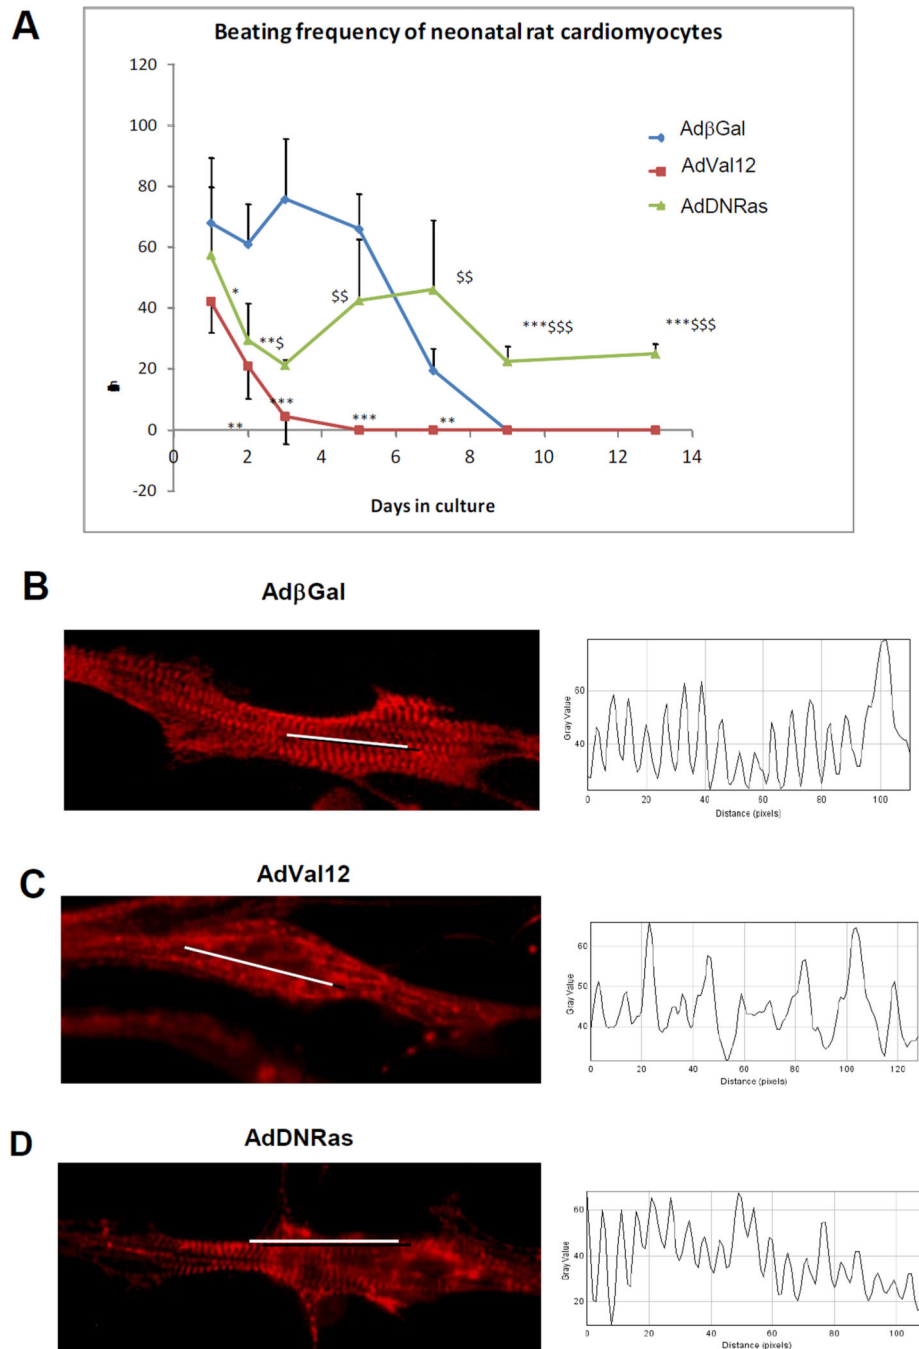 A
Beating frequency of neonatal rat cardiomyocytes
120
100
80
60
40
20
0
-20
0 2 4 6 8 10 12 14
Days in culture
AdβGal
AdVal12
AdDNRas
*
**$
***
**
$$
***
$$
**
***$$$
***$$$
B
AdβGal
Gray Value
60
40
0 20 40 60 80 100
Distance (pixels)
C
AdVal12
Gray Value
60
50
40
0 20 40 60 80 100 120
Distance (pixels)
D
AdDNRas
Gray Value
60
40
20
0 20 40 60 80 100
Distance (pixels)